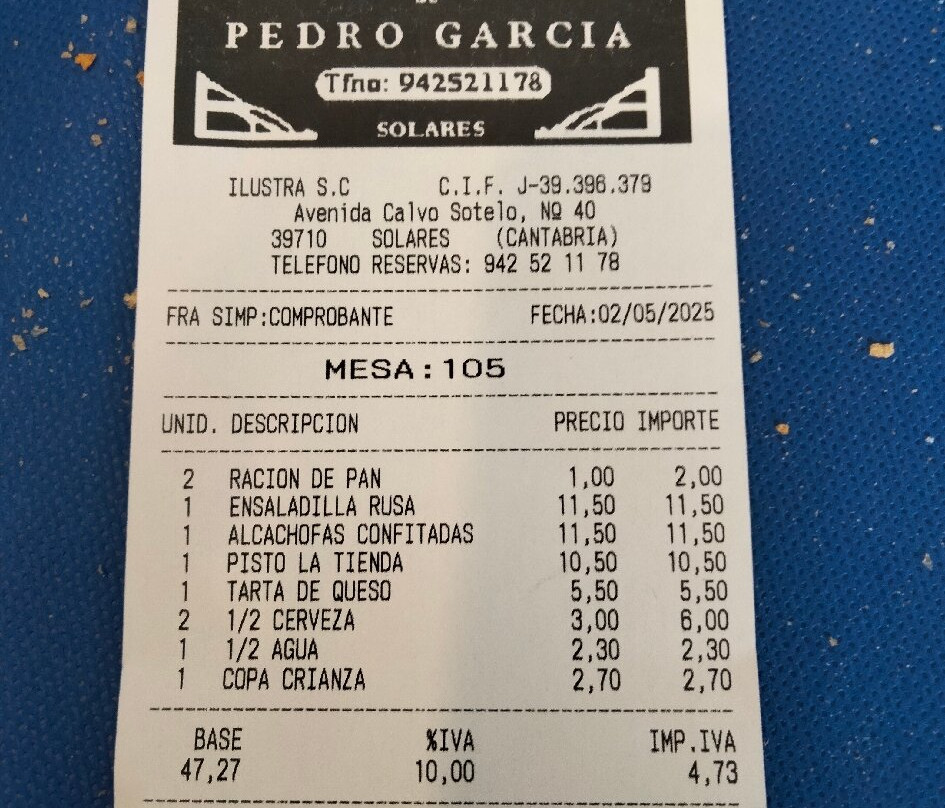 PEDRO GARCIA
Tfno: 942521178
SOLARES
ILUSTRA S.C C.I.F. J-39.396.379
Avenida Calvo Sotelo, Nº 40
39710 SOLARES (CANTABRIA)
TELEFONO RESERVAS: 942 52 11 78
FRA SIMP:COMPROBANTE FECHA:02/05/2025
MESA:105
UNID. DESCRIPCION PRECIO IMPORTE
2 RACION DE PAN 1,00 2,00
1 ENSALADILLA RUSA 11,50 11,50
1 ALCACHOFAS CONFITADAS 11,50 11,50
1 PISTO LA TIENDA 10,50 10,50
1 TARTA DE QUESO 5,50 5,50
2 1/2 CERVEZA 3,00 6,00
1 1/2 AGUA 2,30 2,30
1 COPA CRIANZA 2,70 2,70
BASE %IVA IMP.IVA
47,27 10,00 4,73